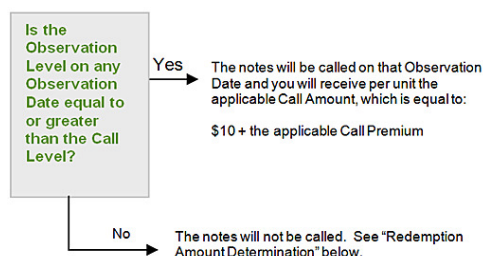 Is the
Observation
Level on any
Observation
Date equal to
or greater
than the Call
Level?
Yes
The notes will be called on that Observation
Date and you will receive per unit the
applicable Call Amount, which is equal to:
$10 + the applicable Call Premium
No
The notes will not be called. See “Redemption
Amount Determination” below.